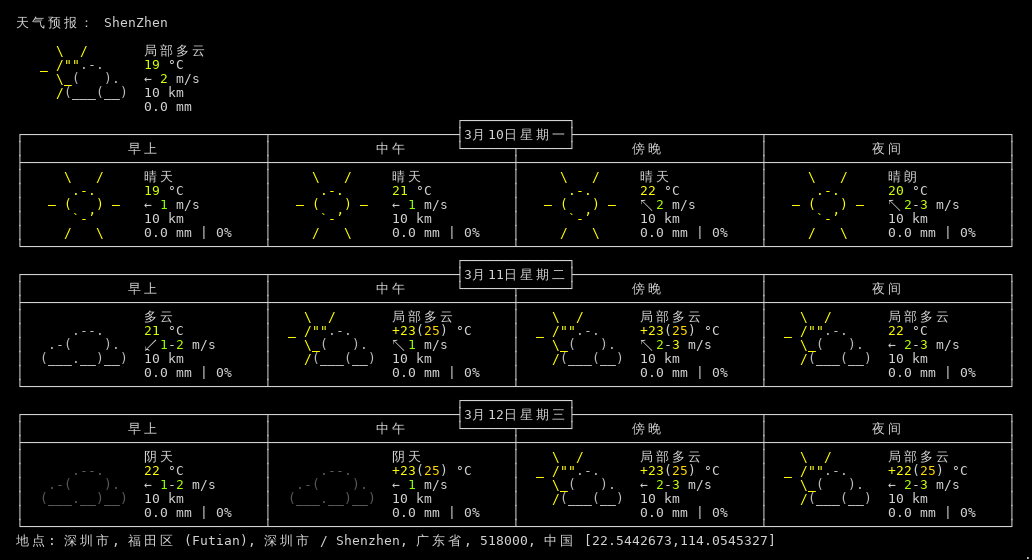 天气预报： ShenZhen
局部多云
19 °C
← 2 m/s
10 km
0.0 mm
3月10日星期一
早上 中午 傍晚 夜间
晴天 晴天 晴天 晴朗
19 °C 21 °C 22 °C 20 °C
← 1 m/s ← 1 m/s ↖ 2 m/s ↖ 2-3 m/s
10 km 10 km 10 km 10 km
0.0 mm | 0% 0.0 mm | 0% 0.0 mm | 0% 0.0 mm | 0%
3月11日星期二
早上 中午 傍晚 夜间
多云 局部多云 局部多云 局部多云
21 °C +23(25) °C +23(25) °C 22 °C
↙ 1-2 m/s ↖ 1 m/s ↖ 2-3 m/s ← 2-3 m/s
10 km 10 km 10 km 10 km
0.0 mm | 0% 0.0 mm | 0% 0.0 mm | 0% 0.0 mm | 0%
3月12日星期三
早上 中午 傍晚 夜间
阴天 阴天 局部多云 局部多云
22 °C +23(25) °C +23(25) °C +22(25) °C
← 1-2 m/s ← 1 m/s ← 2-3 m/s ← 2-3 m/s
10 km 10 km 10 km 10 km
0.0 mm | 0% 0.0 mm | 0% 0.0 mm | 0% 0.0 mm | 0%
地点: 深圳市, 福田区 (Futian), 深圳市 / Shenzhen, 广东省, 518000, 中国 [22.5442673,114.0545327]